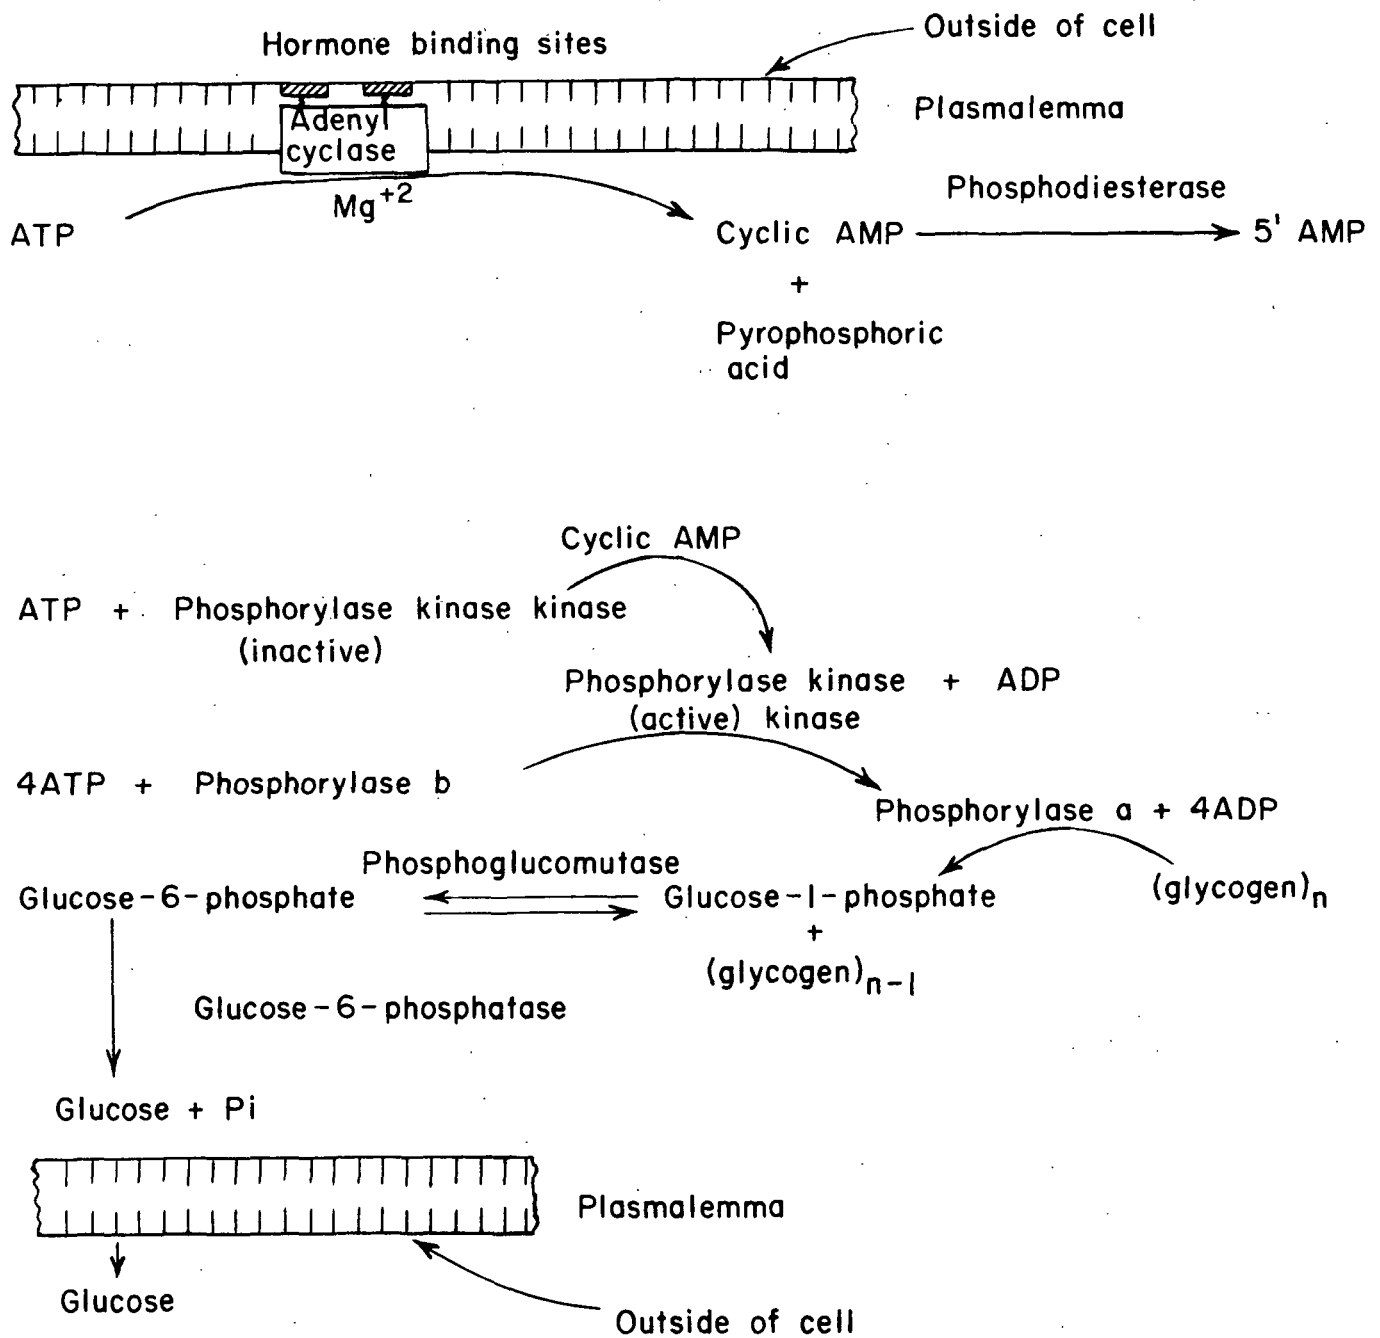 Outside of cell
Hormone binding sites
Plasmalemma
Adenyl
cyclase
Mg+2
Phosphodiesterase
ATP
Cyclic AMP
5' AMP
+
Pyrophosphoric
acid
Cyclic AMP
ATP + Phosphorylase kinase kinase
(inactive)
Phosphorylase kinase + ADP
(active) kinase
4ATP + Phosphorylase b
Phosphorylase a + 4ADP
Phosphoglucomutase
Glucose-6-phosphate
Glucose-1-phosphate
(glycogen)n
+
(glycogen)n-1
Glucose-6-phosphatase
Glucose + Pi
Plasmalemma
Glucose
Outside of cell